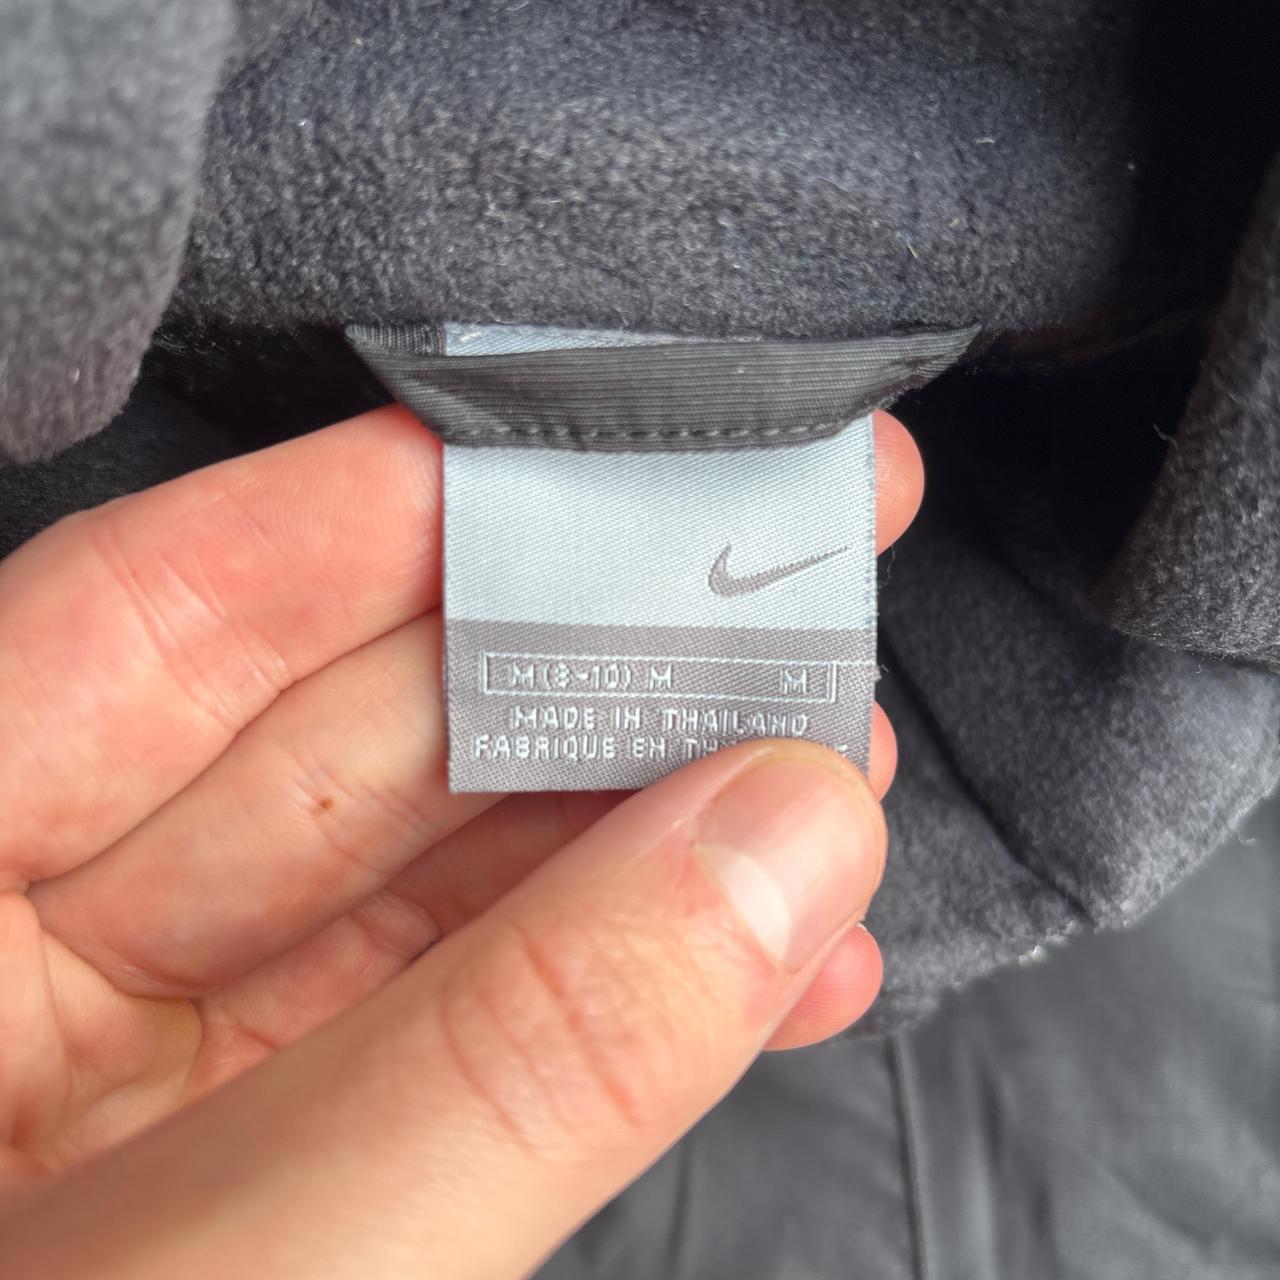 M (8-10) M M
MADE IN THAILAND
FABRIQUE EN